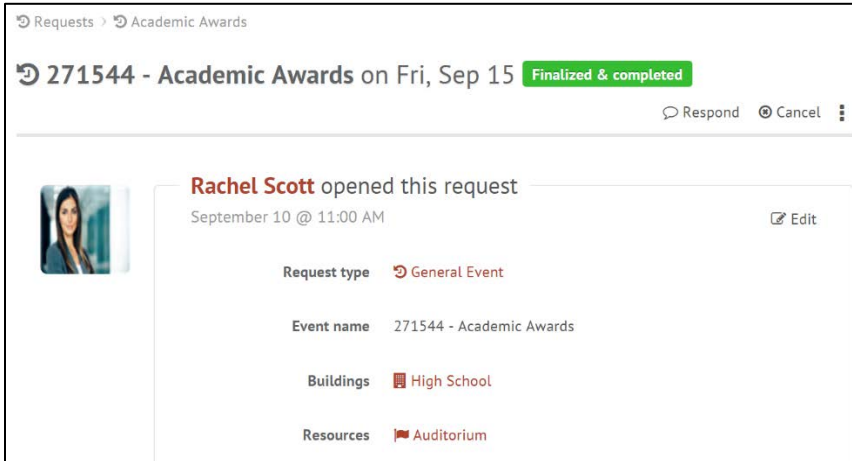 Requests > Academic Awards
271544 - Academic Awards on Fri, Sep 15 Finalized & completed
Respond Cancel
Rachel Scott opened this request
September 10 @ 11:00 AM
Edit
Request type General Event
Event name 271544 - Academic Awards
Buildings High School
Resources Auditorium